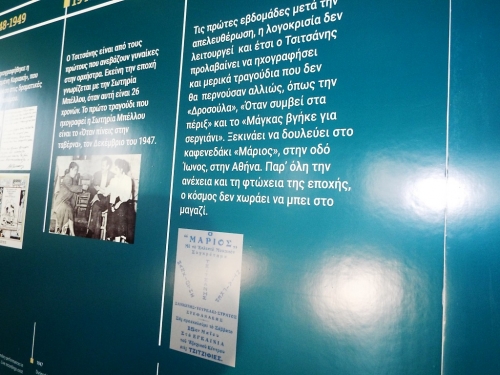 48-1949
Ο Τσιτσάνης είναι από τους
πρώτους που ανεβάζουν γυναίκες
στην ορχήστρα. Εκείνη την εποχή
γνωρίζεται με την Σωτηρία
Μπέλλου, όταν αυτή είναι 26
χρονών. Το πρώτο τραγούδι που
ηχογραφεί η Σωτηρία Μπέλλου
είναι το «Όταν πίνεις στην
ταβέρνα», τον Δεκέμβριο του 1947.
Τις πρώτες εβδομάδες μετά την
απελευθέρωση, η λογοκρισία δεν
λειτουργεί και έτσι ο Τσιτσάνης
προλαβαίνει να ηχογραφήσει
και μερικά τραγούδια που δεν
θα περνούσαν αλλιώς, όπως την
«Δροσούλα», «Όταν συμβεί στα
πέριξ» και το «Μάγκας βγήκε για
σεργιάνι». Ξεκινάει να δουλεύει στο
καφενεδάκι «Μάριος», στην οδό
Ίωνος, στην Αθήνα. Παρ' όλη την
ανέχεια και τη φτώχεια της εποχής,
ο κόσμος δεν χωράει να μπει στο
μαγαζί.
Ο
"ΜΑΡΙΟΣ"
ΤΣΙΤΖΙΦΙΕΣ